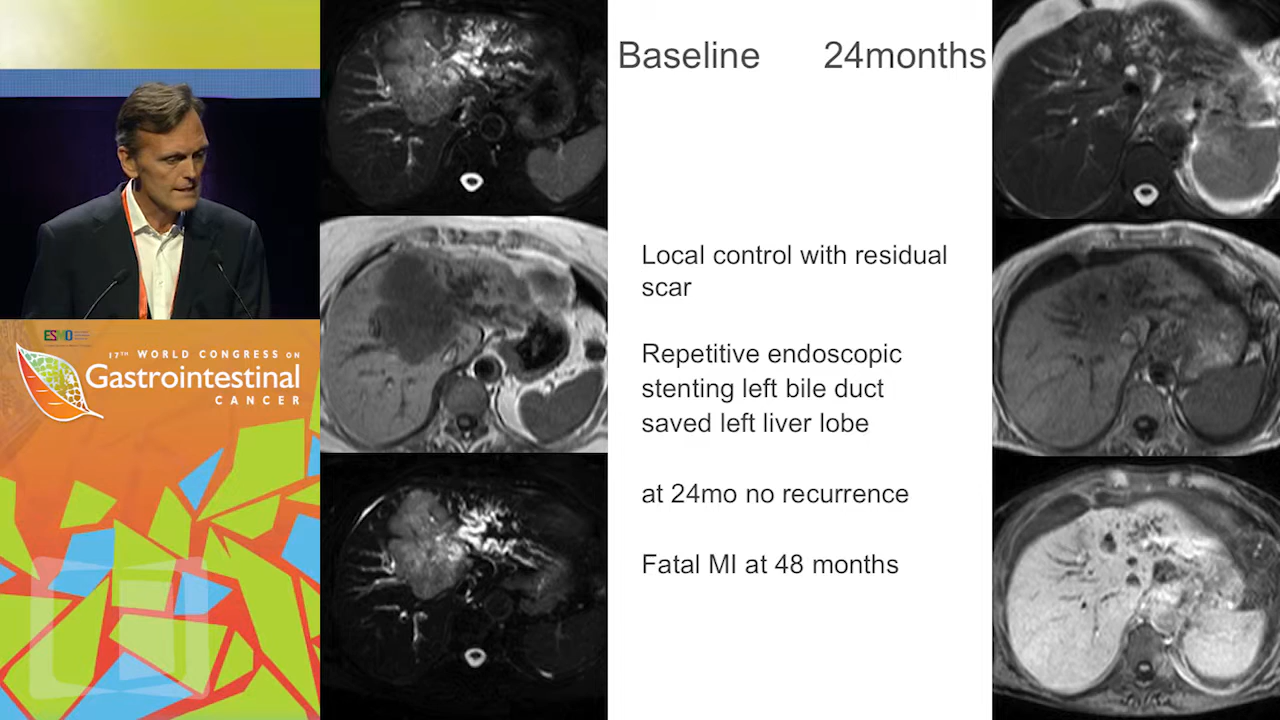 Baseline 24months
Local control with residual
scar
Repetitive endoscopic
stenting left bile duct
saved left liver lobe
at 24mo no recurrence
Fatal MI at 48 months
ESMO
17TH WORLD CONGRESS ON
Gastrointestinal
CANCER